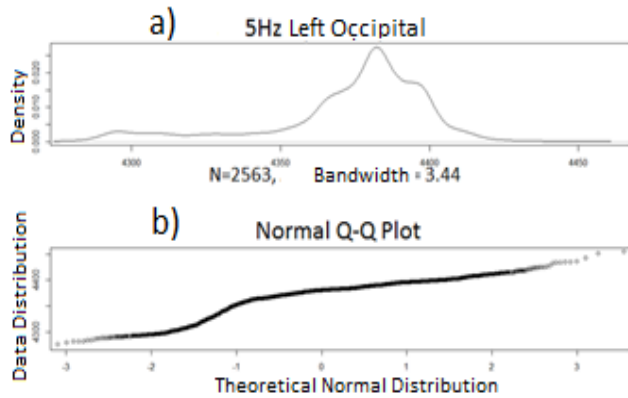 a)
5Hz Left Occipital
Density
0.000 0.010 0.020
4300 4350 4400 4450
N=2563, Bandwidth = 3.44
b)
Normal Q-Q Plot
Data Distribution
4300 4400
-3 -2 -1 0 1 2 3
Theoretical Normal Distribution